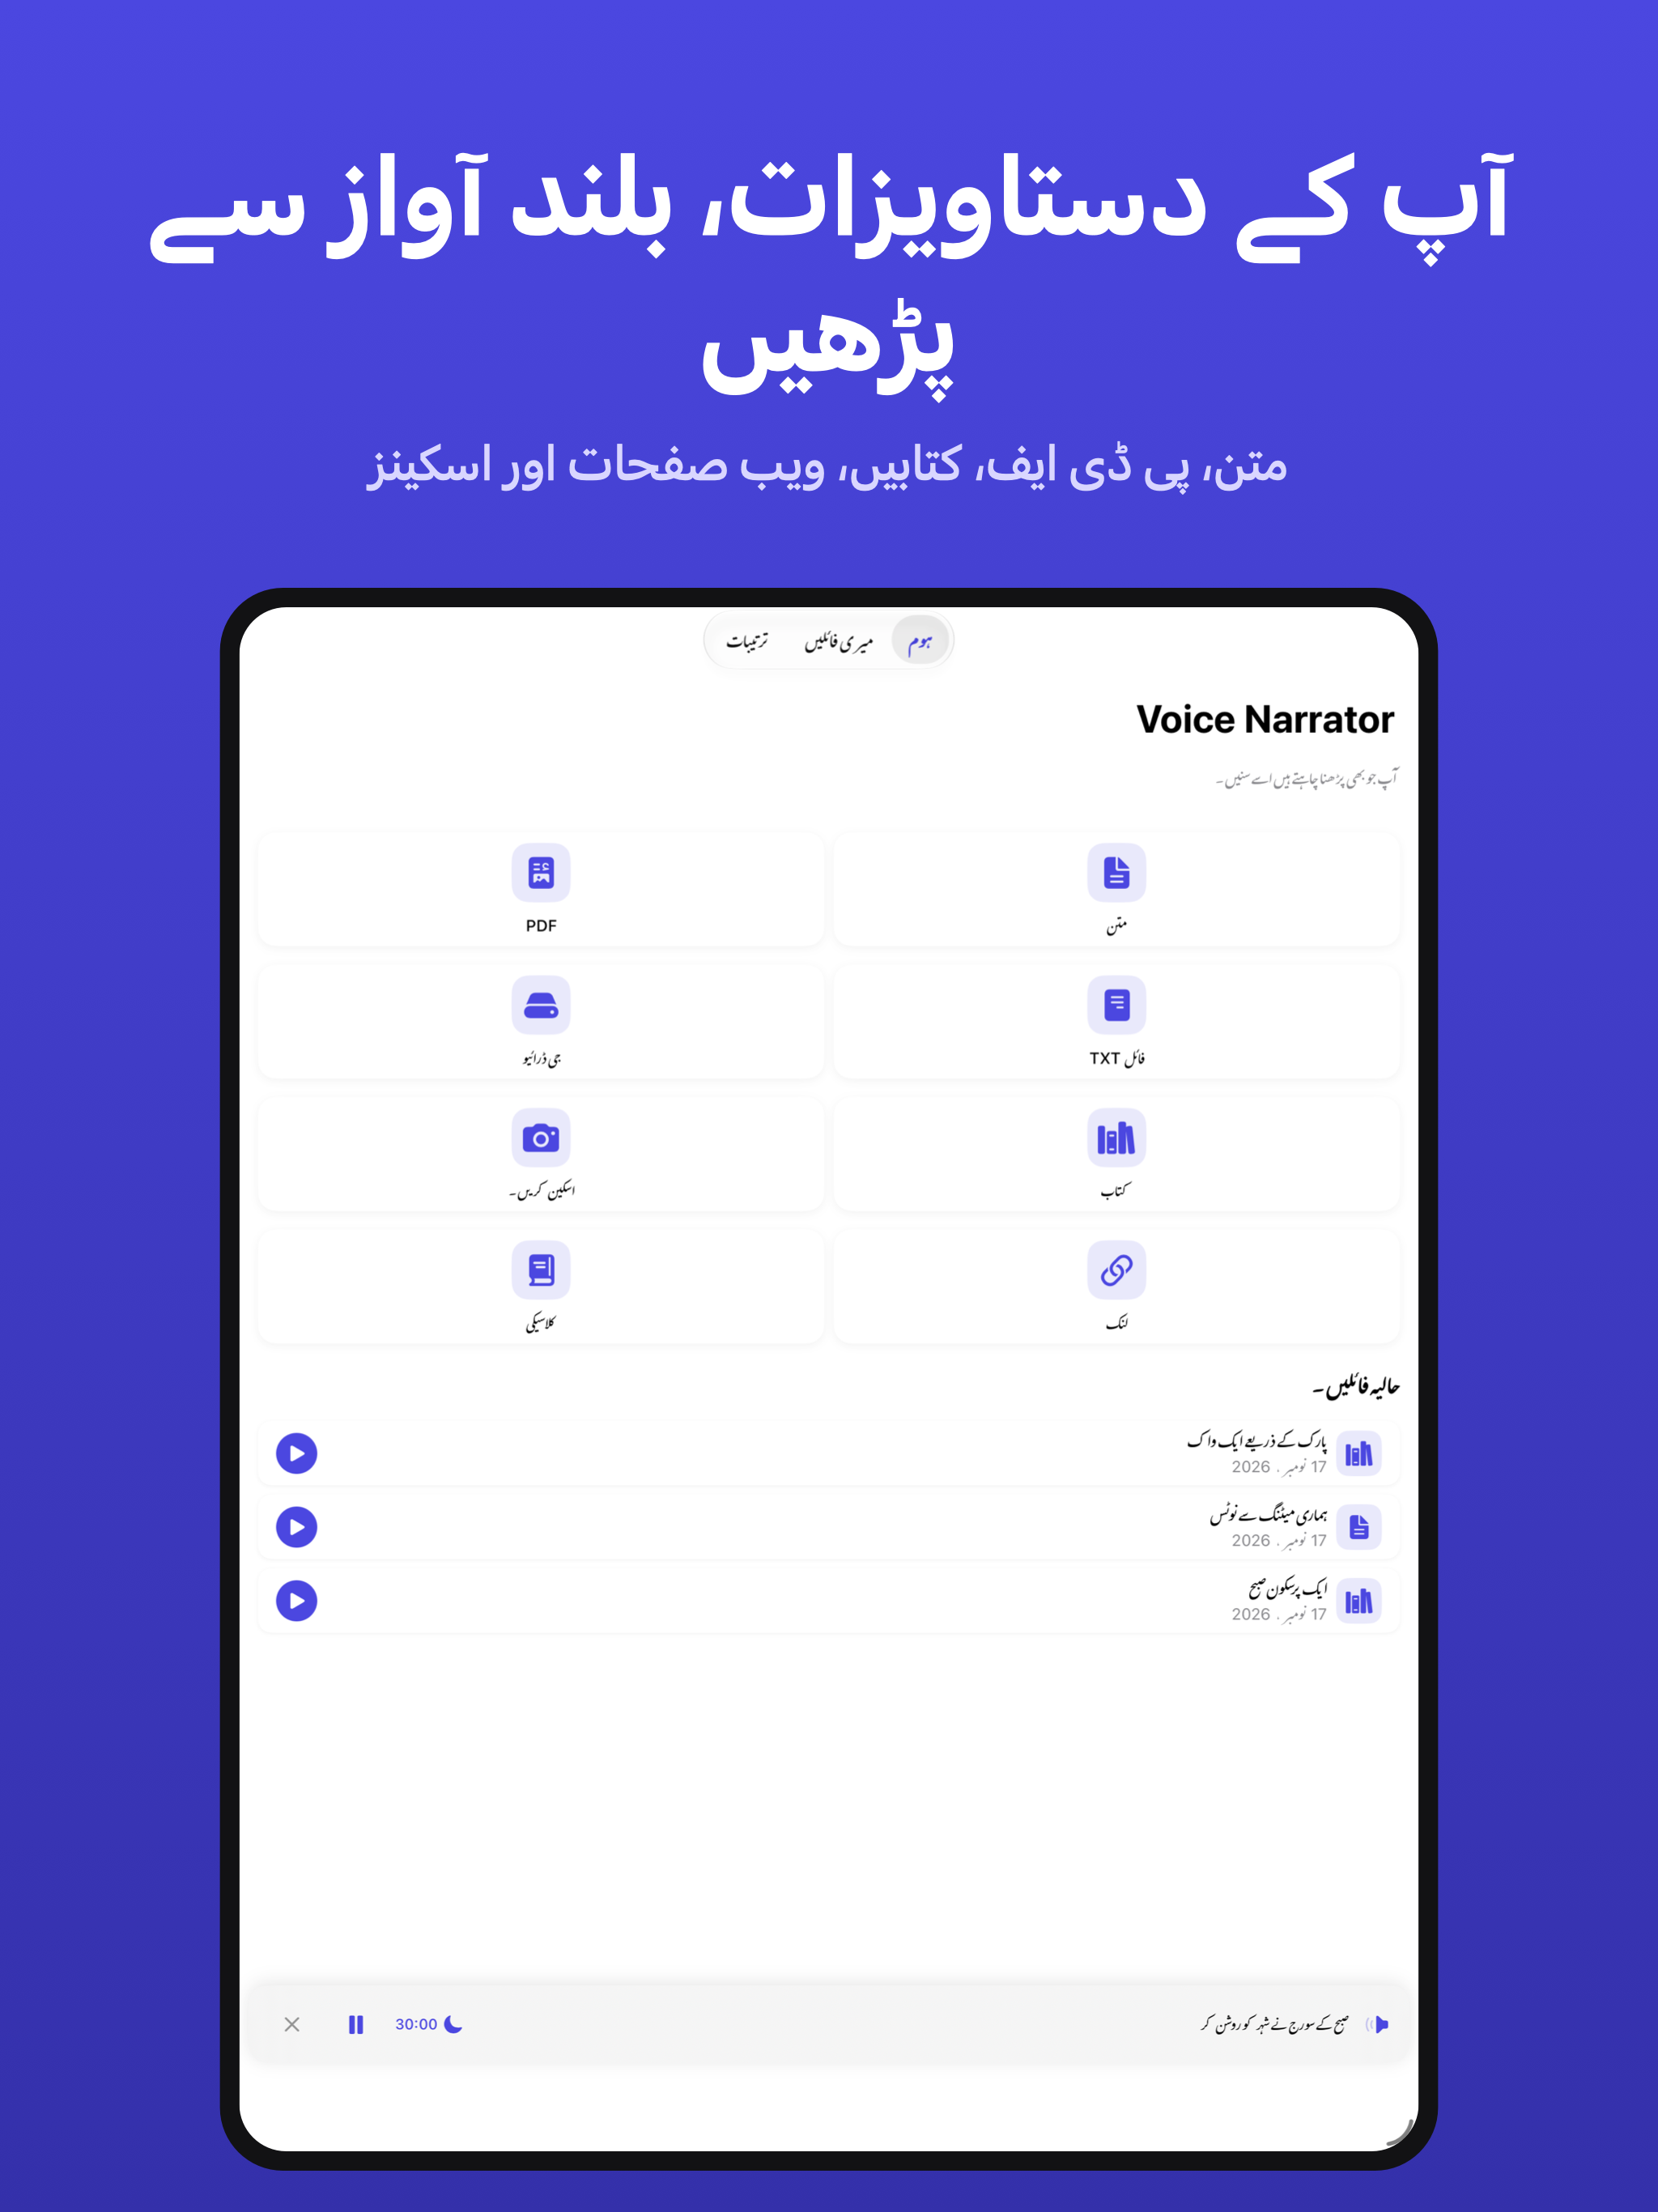 آپ کے دستاویزات، بلند آواز سے
پڑھیں
متن، پی ڈی ایف، کتابیں، ویب صفحات اور اسکینز
ہوم
میری فائلیں
ترتیبات
Voice Narrator
آپ جو بھی پڑھنا چاہتے ہیں اسے سنیں۔
متن
PDF
فائل TXT
جی ڈرائیو
کتاب
اسکین کریں۔
لنک
کلاسیکی
حالیہ فائلیں۔
پارک کے ذریعے ایک واک
17 نومبر، 2026
ہماری میٹنگ سے نوٹس
17 نومبر، 2026
ایک پرسکون صبح
17 نومبر، 2026
صبح کے سورج نے شہر کو روشن کر
30:00